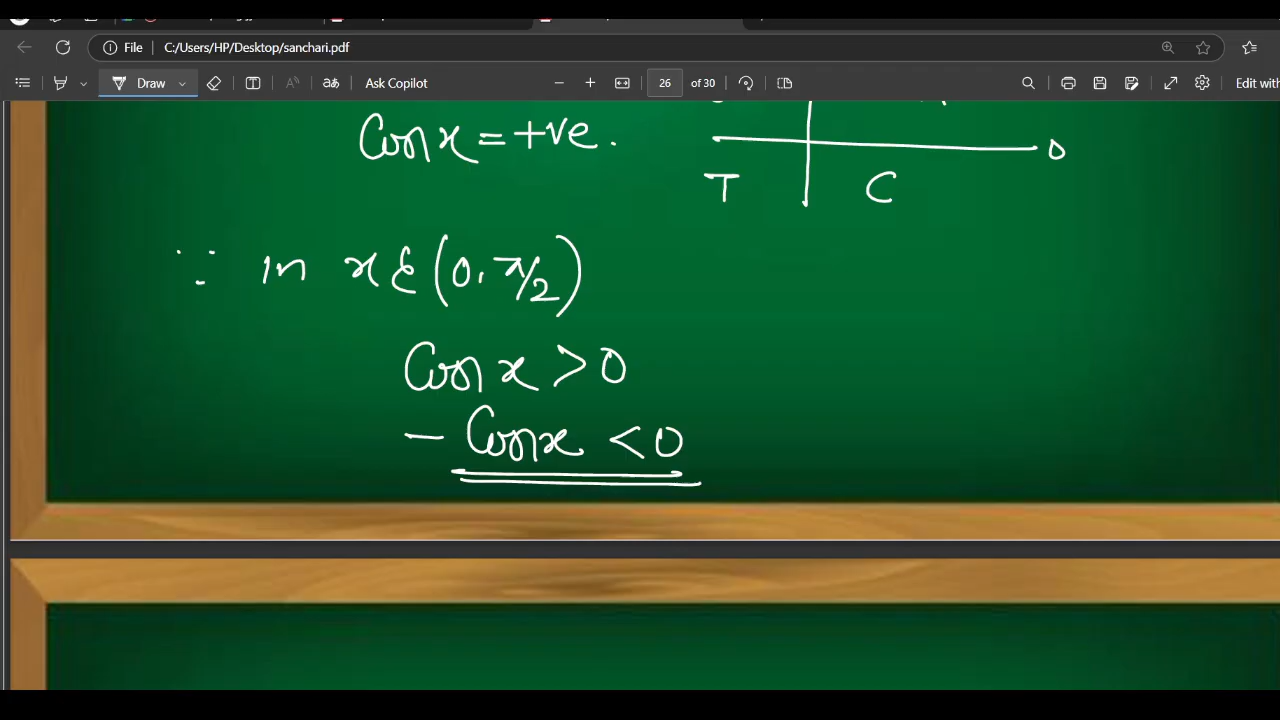 File | C:/Users/HP/Desktop/sanchari.pdf
Draw 26 of 30 Ask Copilot Edit with
Cos x = +ve.
0
T C
∵ in x ε (0, π/2)
Cos x > 0
- Cos x < 0